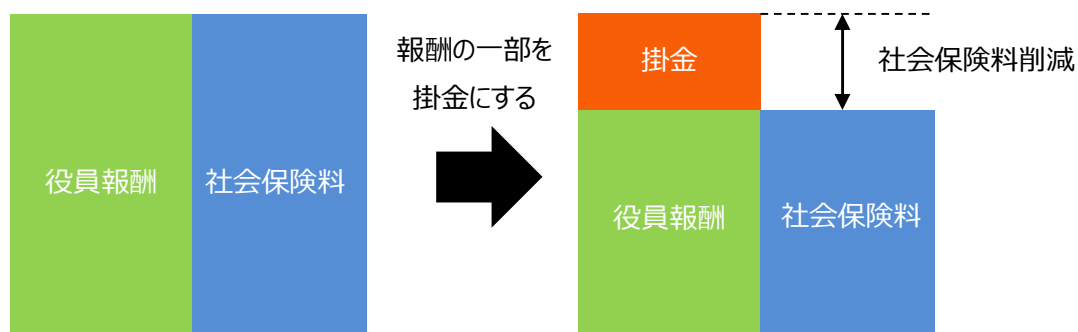 役員報酬
社会保険料
報酬の一部を
掛金にする
掛金
社会保険料削減
役員報酬
社会保険料